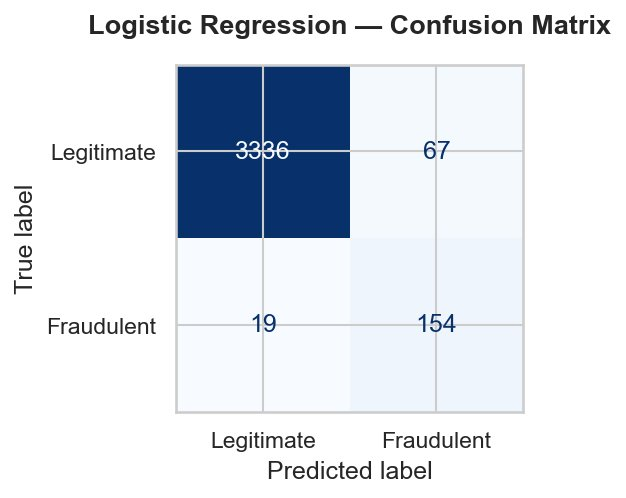 Logistic Regression — Confusion Matrix
True label
Legitimate
3336
67
Fraudulent
19
154
Legitimate
Fraudulent
Predicted label